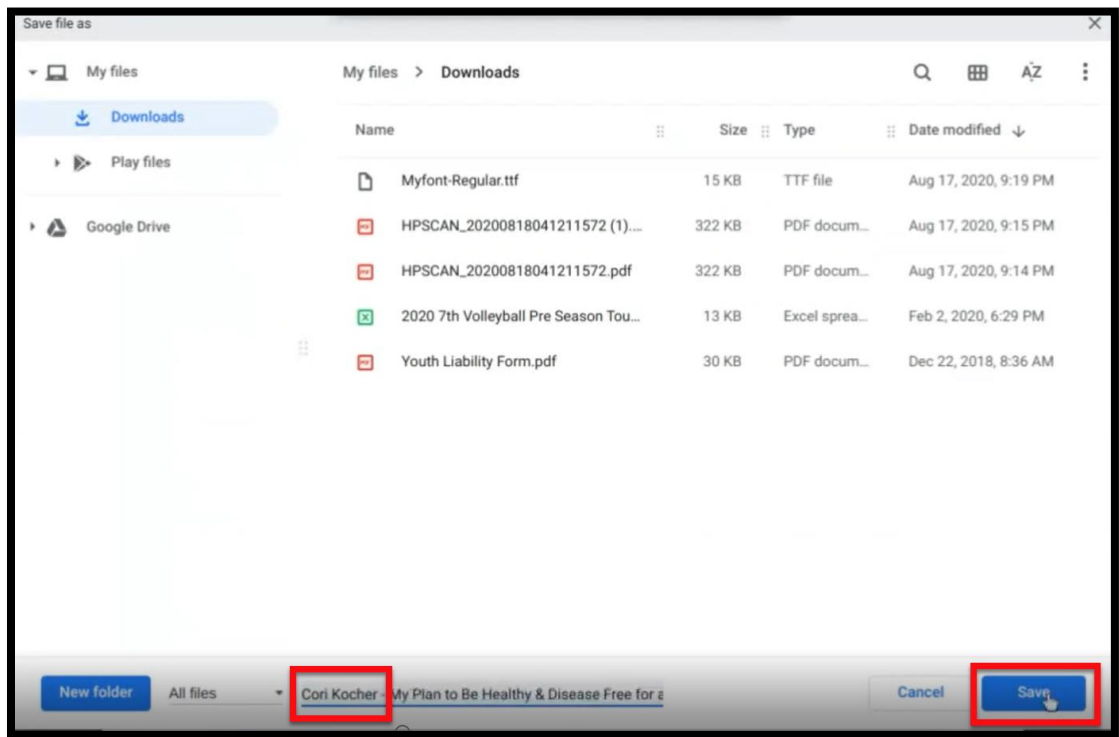 Save file as
My files
My files > Downloads
AZ
Downloads
Name Size Type Date modified
Play files
Myfont-Regular.ttf 15 KB TTF file Aug 17, 2020, 9:19 PM
Google Drive
HPSCAN_20200818041211572 (1).... 322 KB PDF docum... Aug 17, 2020, 9:15 PM
HPSCAN_20200818041211572.pdf 322 KB PDF docum... Aug 17, 2020, 9:14 PM
2020 7th Volleyball Pre Season Tou... 13 KB Excel sprea... Feb 2, 2020, 6:29 PM
Youth Liability Form.pdf 30 KB PDF docum... Dec 22, 2018, 8:36 AM
New folder All files Cori Kocher - My Plan to Be Healthy & Disease Free for a Cancel Save